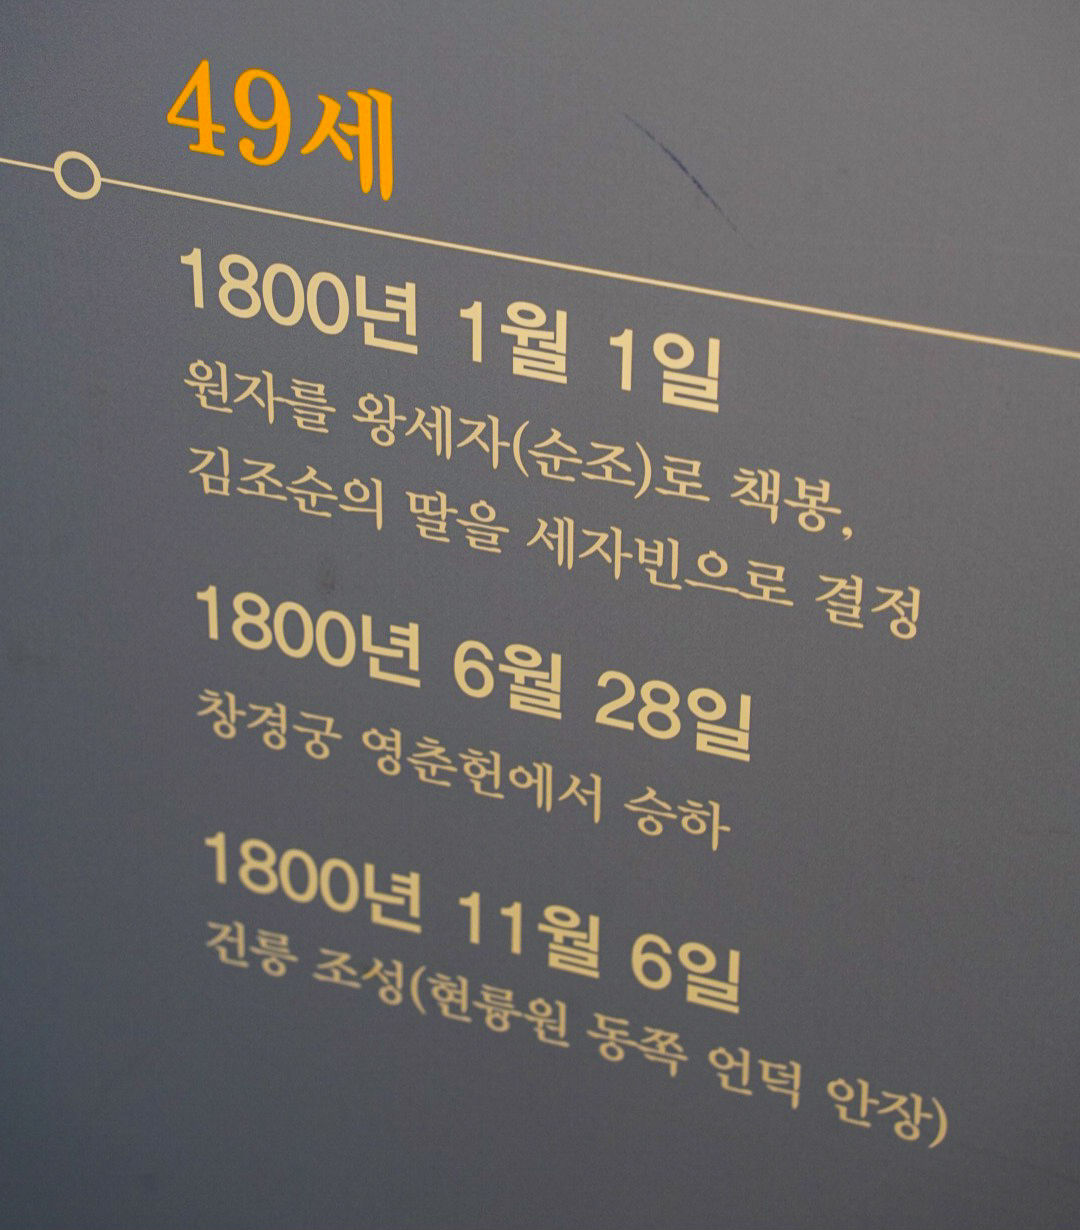 49세
1800년 1월 1일
원자를 왕세자(순조)로 책봉,
김조순의 딸을 세자빈으로 결정
1800년 6월 28일
창경궁 영춘헌에서 승하
1800년 11월 6일
건릉 조성(현륭원 동쪽 언덕 안장)